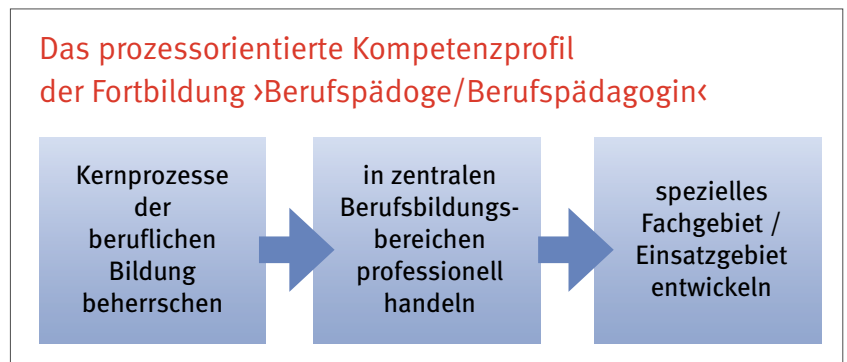 Das prozessorientierte Kompetenzprofil
der Fortbildung ›Berufspädoge/Berufspädagogin‹
Kernprozesse
der
beruflichen
Bildung
beherrschen
in zentralen
Berufsbildungs-
bereichen
professionell
handeln
spezielles
Fachgebiet /
Einsatzgebiet
entwickeln